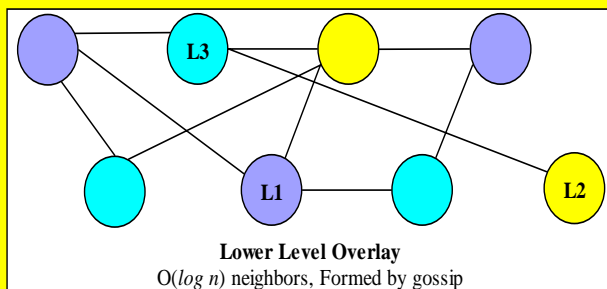 L3
L1
L2
Lower Level Overlay
O(log n) neighbors, Formed by gossip